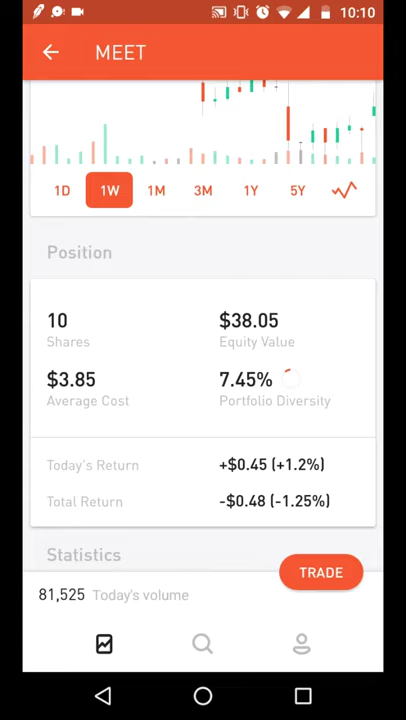 10:10
MEET
1D 1W 1M 3M 1Y 5Y
Position
10 $38.05
Shares Equity Value
$3.85 7.45%
Average Cost Portfolio Diversity
Today's Return +$0.45 (+1.2%)
Total Return -$0.48 (-1.25%)
Statistics
TRADE
81,525 Today's volume